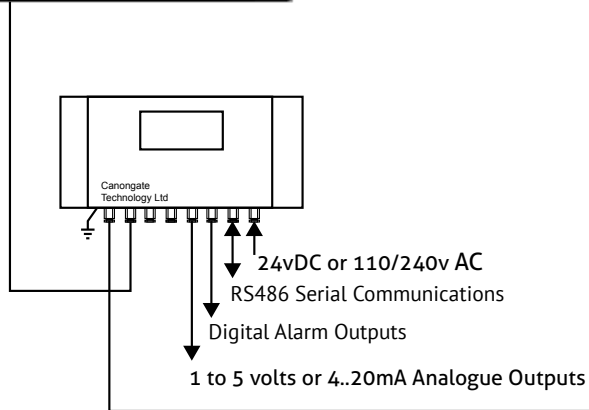 Canongate
Technology Ltd
24vDC or 110/240v AC
RS486 Serial Communications
Digital Alarm Outputs
1 to 5 volts or 4..20mA Analogue Outputs